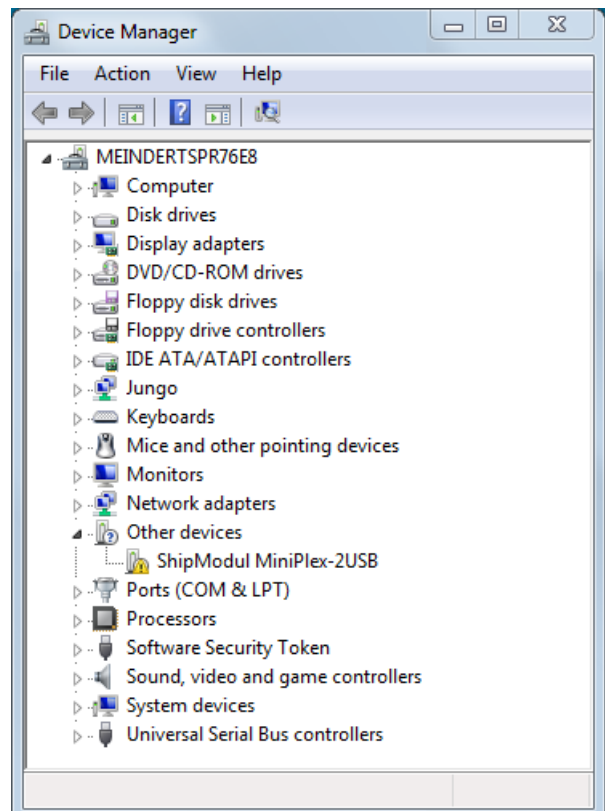 Device Manager
File Action View Help
MEINDERTSPR76E8
Computer
Disk drives
Display adapters
DVD/CD-ROM drives
Floppy disk drives
Floppy drive controllers
IDE ATA/ATAPI controllers
Jungo
Keyboards
Mice and other pointing devices
Monitors
Network adapters
Other devices
ShipModul MiniPlex-2USB
Ports (COM & LPT)
Processors
Software Security Token
Sound, video and game controllers
System devices
Universal Serial Bus controllers